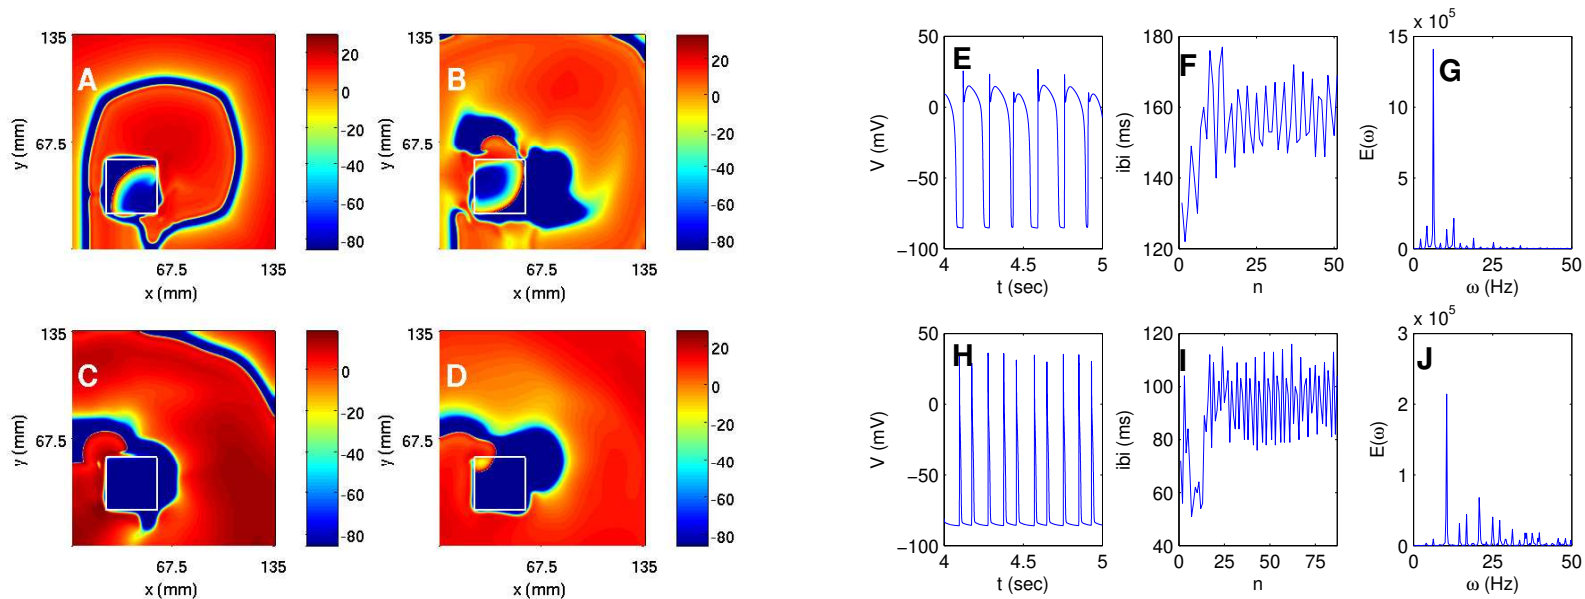 A
135
67.5
y (mm)
67.5
135
x (mm)
20
0
-20
-40
-60
-80
B
135
67.5
y (mm)
67.5
135
x (mm)
20
0
-20
-40
-60
-80
E
50
0
−50
−100
V (mV)
4
4.5
5
t (sec)
F
180
160
140
120
ibi (ms)
0
50
n
G
x 10^5
15
10
5
0
E(ω)
0
25
50
ω (Hz)
C
135
67.5
y (mm)
67.5
135
x (mm)
0
-20
-40
-60
-80
D
135
67.5
y (mm)
67.5
135
x (mm)
20
0
-20
-40
-60
-80
H
50
0
−50
−100
V (mV)
4
4.5
5
t (sec)
I
120
100
80
60
40
ibi (ms)
0
25
50
75
n
J
x 10^5
3
2
1
0
E(ω)
0
25
50
ω (Hz)